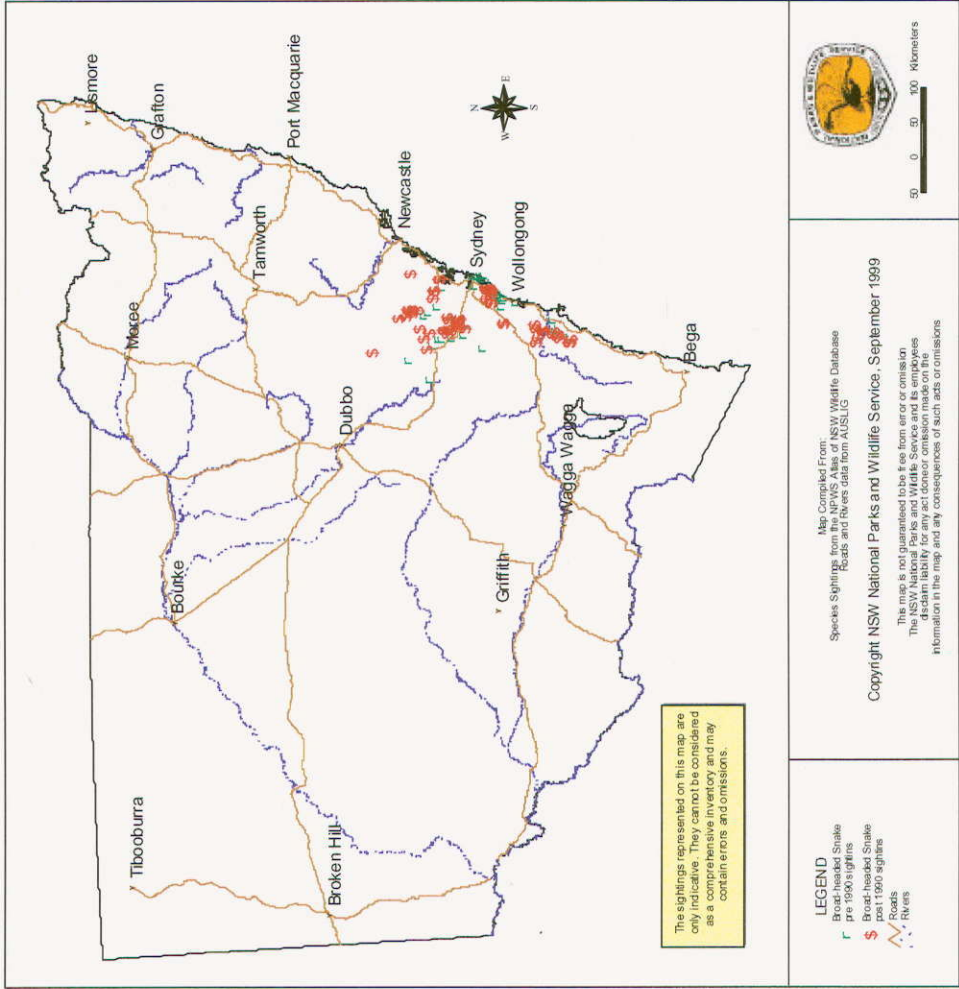 Tibooburra
Bourke
Moree
Lismore
Grafton
Tamworth
Port Macquarie
Broken Hill
Dubbo
Newcastle
Sydney
Wollongong
Griffith
Wagga Wagga
Bega
N
W
E
S
The sightings represented on this map are
only indicative. They cannot be considered
as a comprehensive inventory and may
contain errors and omissions.
LEGEND
Broad-headed Snake
pre 1990 sightins
Broad-headed Snake
post 1990 sightins
Roads
Rivers
Map Compiled From:
Species Sightings from the NPWS Atlas of NSW Wildlife Database
Roads and Rivers data from AUSLIG
Copyright NSW National Parks and Wildlife Service, September 1999
This map is not guaranteed to be free from error or omission
The NSW National Parks and Wildlife Service and its employees
disclaim liability for any act done or omission made on the
information in the map and any consequences of such acts or omissions
50 0 50 100 Kilometers